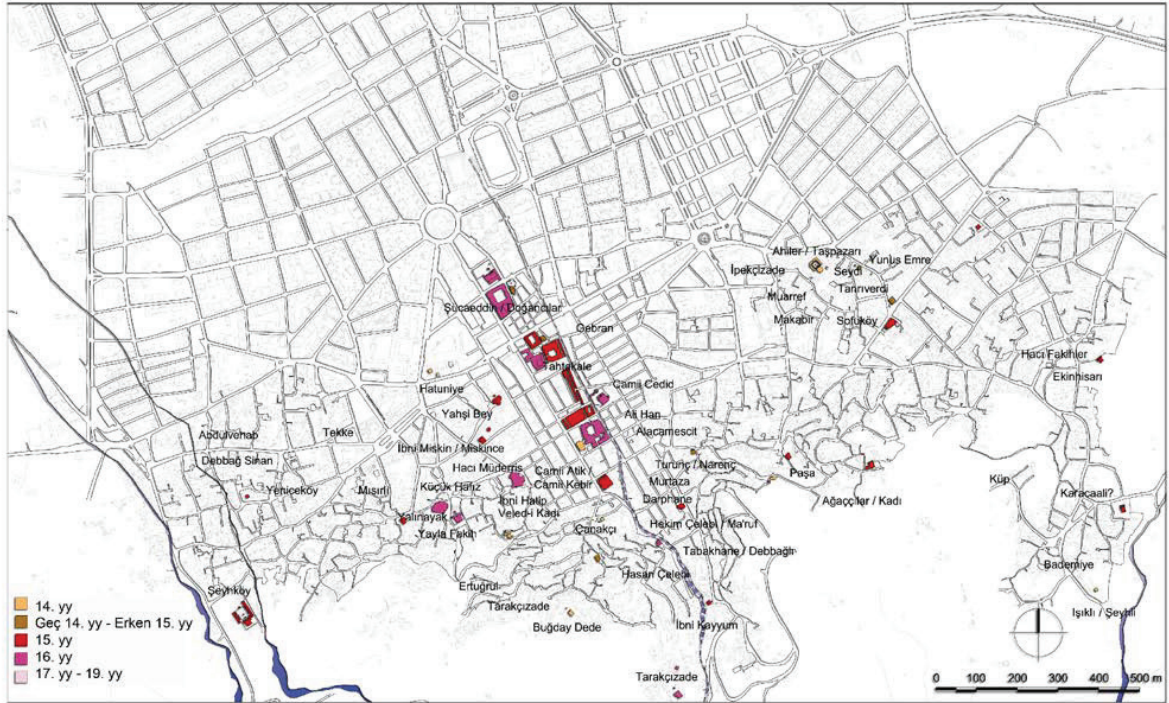 Ahiler / Taşpazarı
Yunus Emre
İpekçizade
Seydi
Tanrıverdi
Muarref
Makabir
Sofuköy
Şücaeddin / Doğancılar
Gebran
Hacı Fakihler
Ekinhisarı
Tahtakale
Hatuniye
Camii Cedid
Yahşi Bey
Ali Han
Abdulvehab
Tekke
Alacamescit
İbni Miskin / Miskince
Debbağ Sinan
Hacı Müderris
Camii Atik /
Camii Kebir
Turunç / Narenç
Murtaza
Paşa
Yeniceköy
Mısırlı
Küçük Hafız
İbni Hatip
Veled-i Kadı
Darphane
Ağaççılar / Kadı
Küp
Karacaali?
Yalınayak
Yayla Fakih
Çanakçı
Hekim Çelebi / Ma'ruf
Tabakhane / Debbağlı
Hasan Çelebi
Bademiye
Ertuğrul
Şeyhköy
Tarakçızade
Buğday Dede
İbni Kayyum
Işıklı / Şeyhli
Tarakçızade
14. yy
Geç 14. yy - Erken 15. yy
15. yy
16. yy
17. yy - 19. yy
0 100 200 300 400 500 m